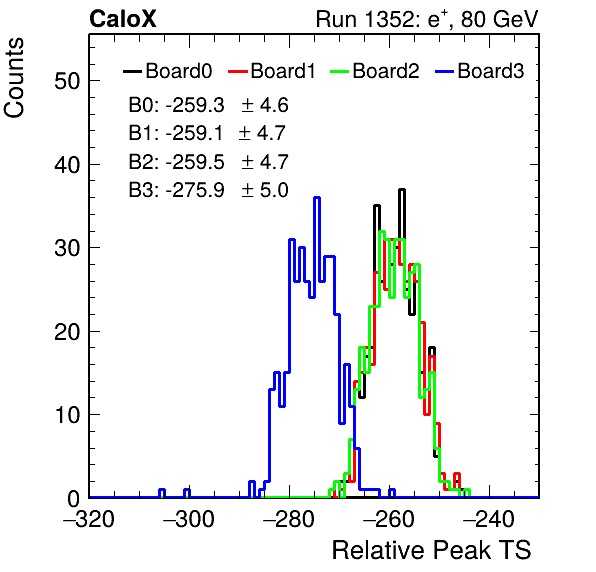 CaloX Run 1352: e⁺, 80 GeV
Counts
Board0 Board1 Board2 Board3
B0: -259.3 ± 4.6
B1: -259.1 ± 4.7
B2: -259.5 ± 4.7
B3: -275.9 ± 5.0
50
40
30
20
10
0
−320 −300 −280 −260 −240
Relative Peak TS